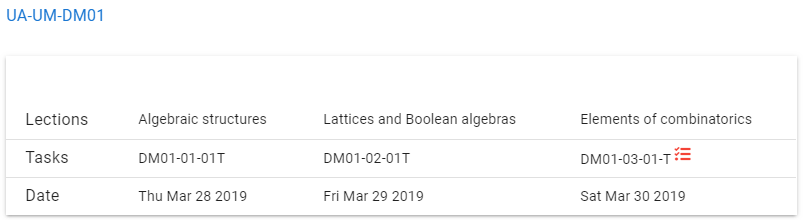 UA-UM-DM01
Lections Algebraic structures Lattices and Boolean algebras Elements of combinatorics
Tasks DM01-01-01T DM01-02-01T DM01-03-01-T
Date Thu Mar 28 2019 Fri Mar 29 2019 Sat Mar 30 2019